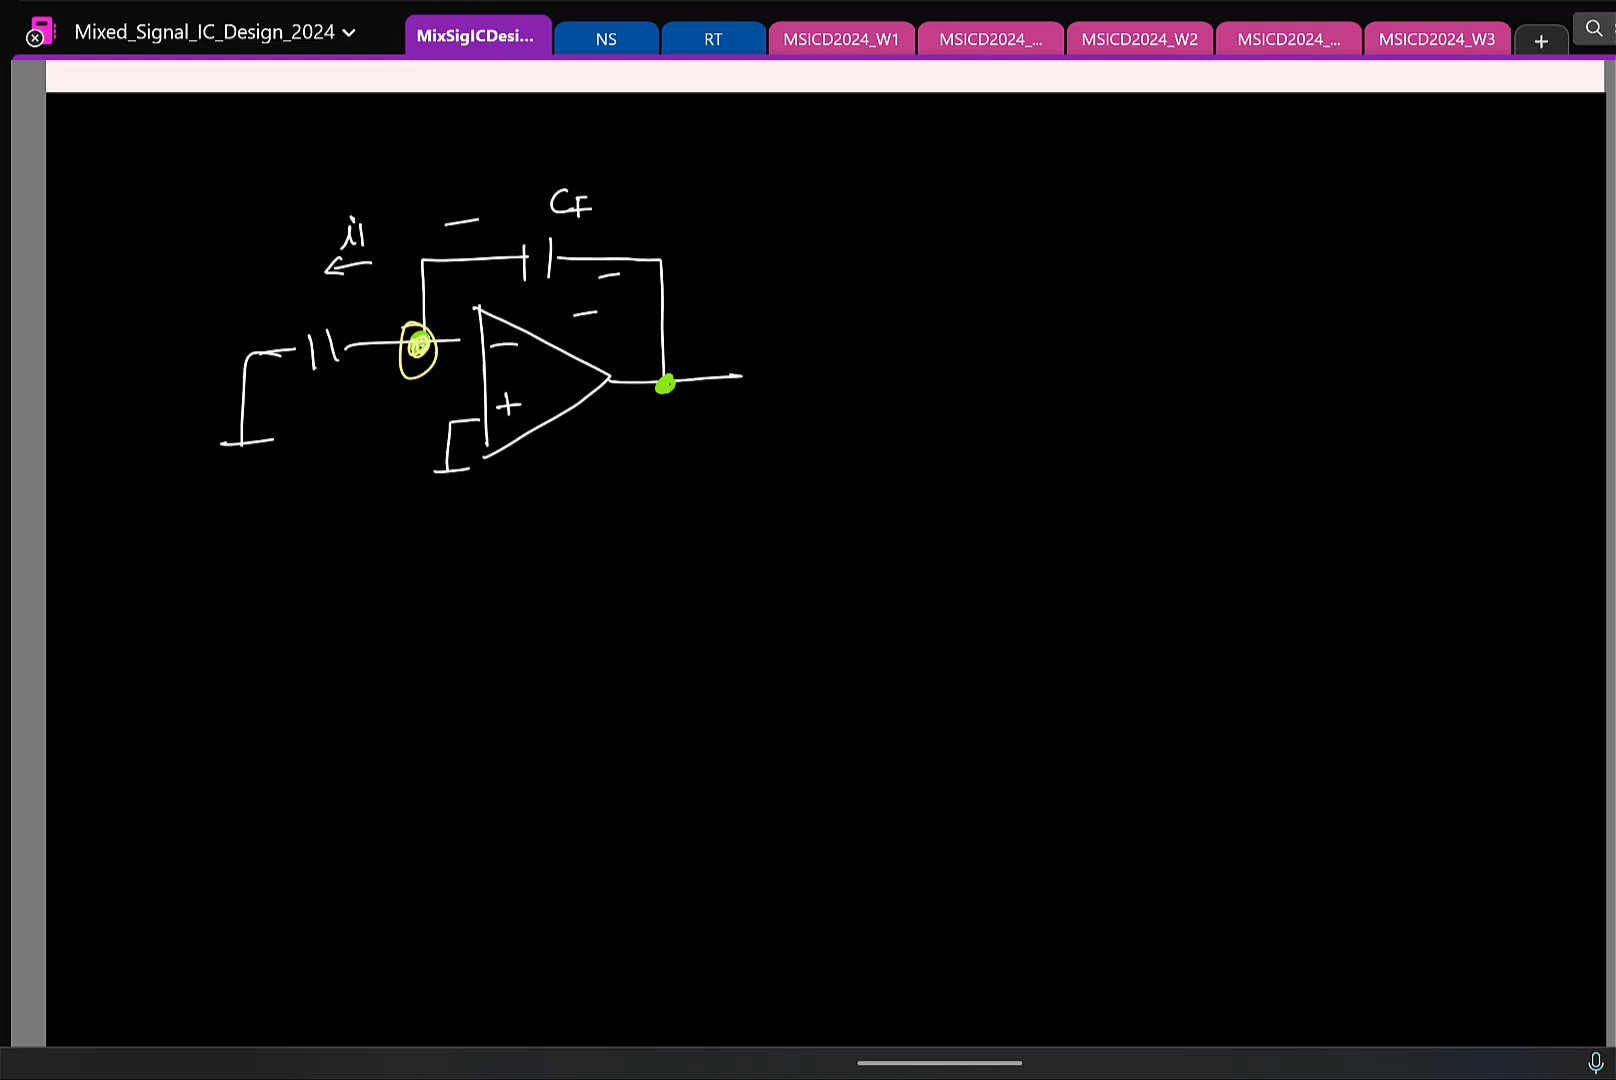 Mixed_Signal_IC_Design_2024
MixSigICDesi... NS RT MSICD2024_W1 MSICD2024_... MSICD2024_W2 MSICD2024_... MSICD2024_W3 +
CF
i1
−
+